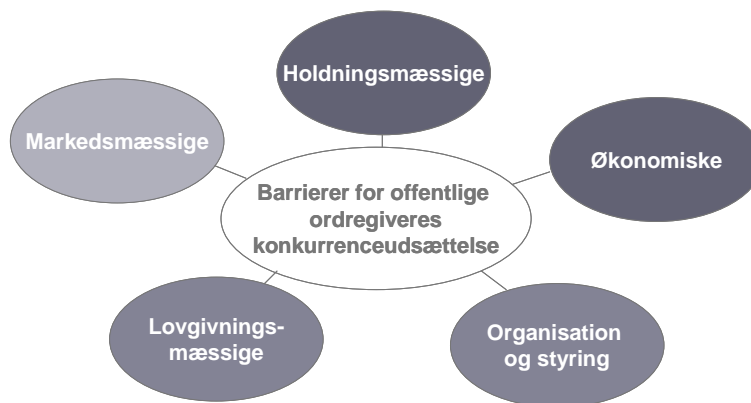 Holdningsmæssige
Markedsmæssige
Økonomiske
Barrierer for offentlige
ordregiveres
konkurrenceudsættelse
Lovgivnings-
mæssige
Organisation
og styring